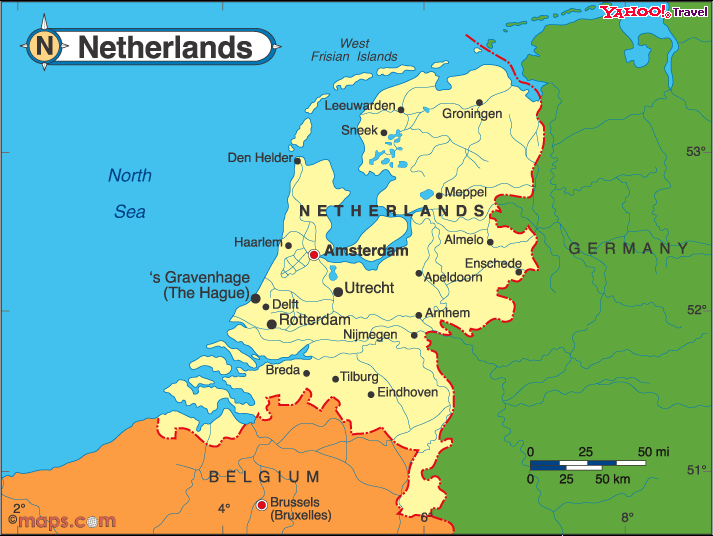 YAHOO! Travel
N Netherlands
West
Frisian Islands
Leeuwarden
Groningen
Sneek
Den Helder
53°
North
Sea
Meppel
NETHERLANDS
Haarlem
Amsterdam
Almelo
GERMANY
Enschede
's Gravenhage
(The Hague)
Apeldoorn
Utrecht
Delft
Rotterdam
Arnhem
52°
Nijmegen
Breda
Tilburg
Eindhoven
0 25 50 mi
0 25 50 km
BELGIUM
51°
Brussels
(Bruxelles)
2° 4° 6° 8°
©maps.com